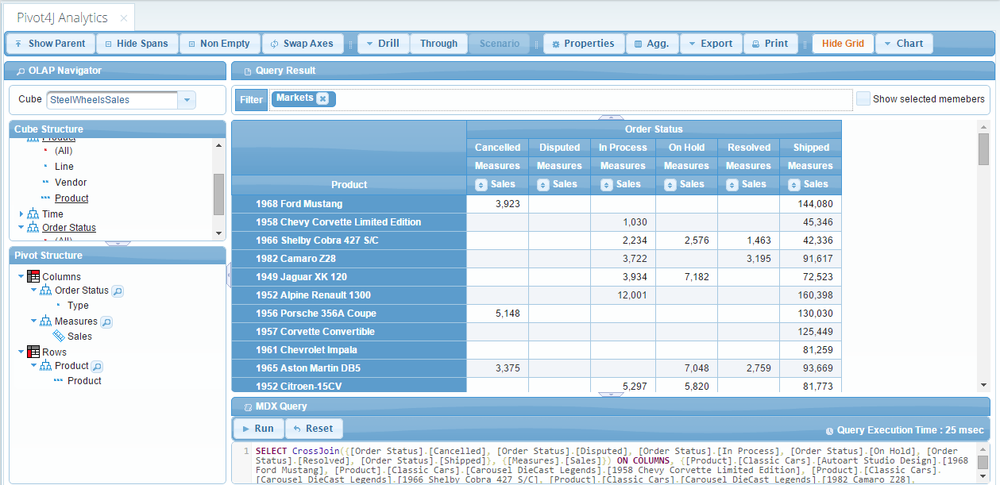 Pivot4J Analytics
Show Parent Hide Spans Non Empty Swap Axes Drill Through Scenario Properties Agg. Export Print Hide Grid Chart
OLAP Navigator
Cube SteelWheelsSales
Cube Structure
Product
(All)
Line
Vendor
Product
Time
Order Status
(All)
Pivot Structure
Columns
Order Status
Type
Measures
Sales
Rows
Product
Product
Query Result
Filter Markets Show selected memebers
Order Status
Cancelled Disputed In Process On Hold Resolved Shipped
Measures Measures Measures Measures Measures Measures
Product Sales Sales Sales Sales Sales Sales
1968 Ford Mustang 3,923 144,080
1958 Chevy Corvette Limited Edition 1,030 45,346
1966 Shelby Cobra 427 S/C 2,234 2,576 1,463 42,336
1982 Camaro Z28 3,722 3,195 91,617
1949 Jaguar XK 120 3,934 7,182 72,523
1952 Alpine Renault 1300 12,001 160,398
1956 Porsche 356A Coupe 5,148 130,030
1957 Corvette Convertible 125,449
1961 Chevrolet Impala 81,259
1965 Aston Martin DB5 3,375 7,048 2,759 93,669
1952 Citroen-15CV 5,297 5,820 81,773
MDX Query
Run Reset Query Execution Time : 25 msec
1 SELECT CrossJoin({[Order Status].[Cancelled], [Order Status].[Disputed], [Order Status].[In Process], [Order Status].[On Hold], [Order
Status].[Resolved], [Order Status].[Shipped]}, {[Measures].[Sales]}) ON COLUMNS, {[Product].[Classic Cars].[Autoart Studio Design].[1968
Ford Mustang], [Product].[Classic Cars].[Carousel DieCast Legends].[1958 Chevy Corvette Limited Edition], [Product].[Classic Cars].
[Carousel DieCast Legends].[1966 Shelby Cobra 427 S/C], [Product].[Classic Cars].[Carousel DieCast Legends].[1982 Camaro Z28],